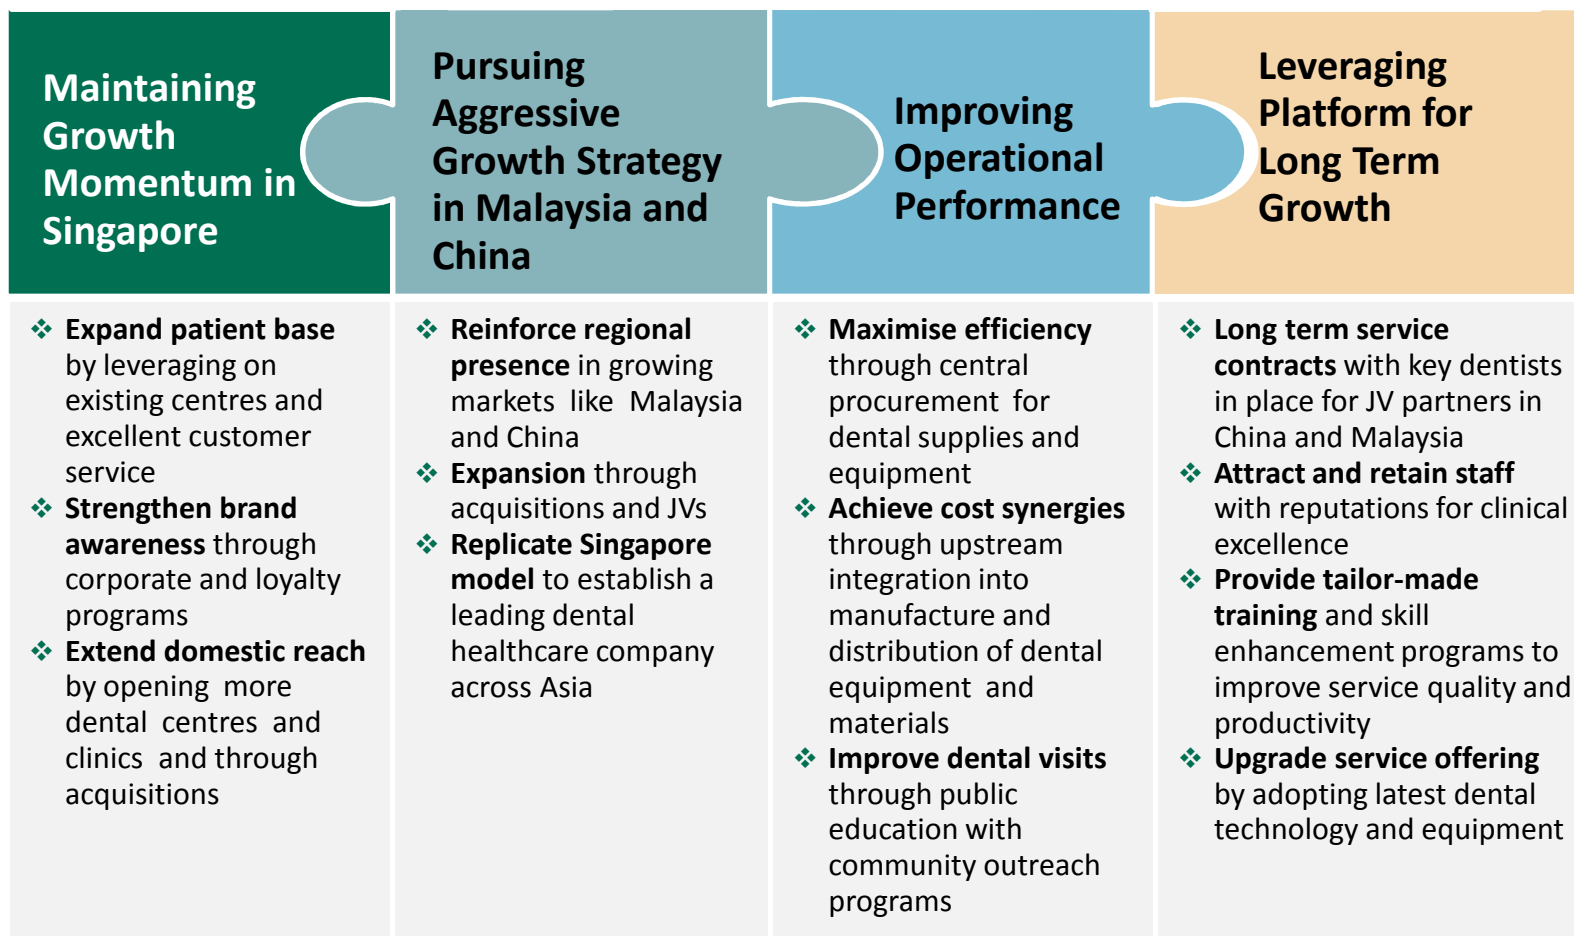 Maintaining
Growth
Momentum in
Singapore
Pursuing
Aggressive
Growth Strategy
in Malaysia and
China
Improving
Operational
Performance
Leveraging
Platform for
Long Term
Growth
❖ Expand patient base
by leveraging on
existing centres and
excellent customer
service
❖ Strengthen brand
awareness through
corporate and loyalty
programs
❖ Extend domestic reach
by opening more
dental centres and
clinics and through
acquisitions
❖ Reinforce regional
presence in growing
markets like Malaysia
and China
❖ Expansion through
acquisitions and JVs
❖ Replicate Singapore
model to establish a
leading dental
healthcare company
across Asia
❖ Maximise efficiency
through central
procurement for
dental supplies and
equipment
❖ Achieve cost synergies
through upstream
integration into
manufacture and
distribution of dental
equipment and
materials
❖ Improve dental visits
through public
education with
community outreach
programs
❖ Long term service
contracts with key dentists
in place for JV partners in
China and Malaysia
❖ Attract and retain staff
with reputations for clinical
excellence
❖ Provide tailor-made
training and skill
enhancement programs to
improve service quality and
productivity
❖ Upgrade service offering
by adopting latest dental
technology and equipment